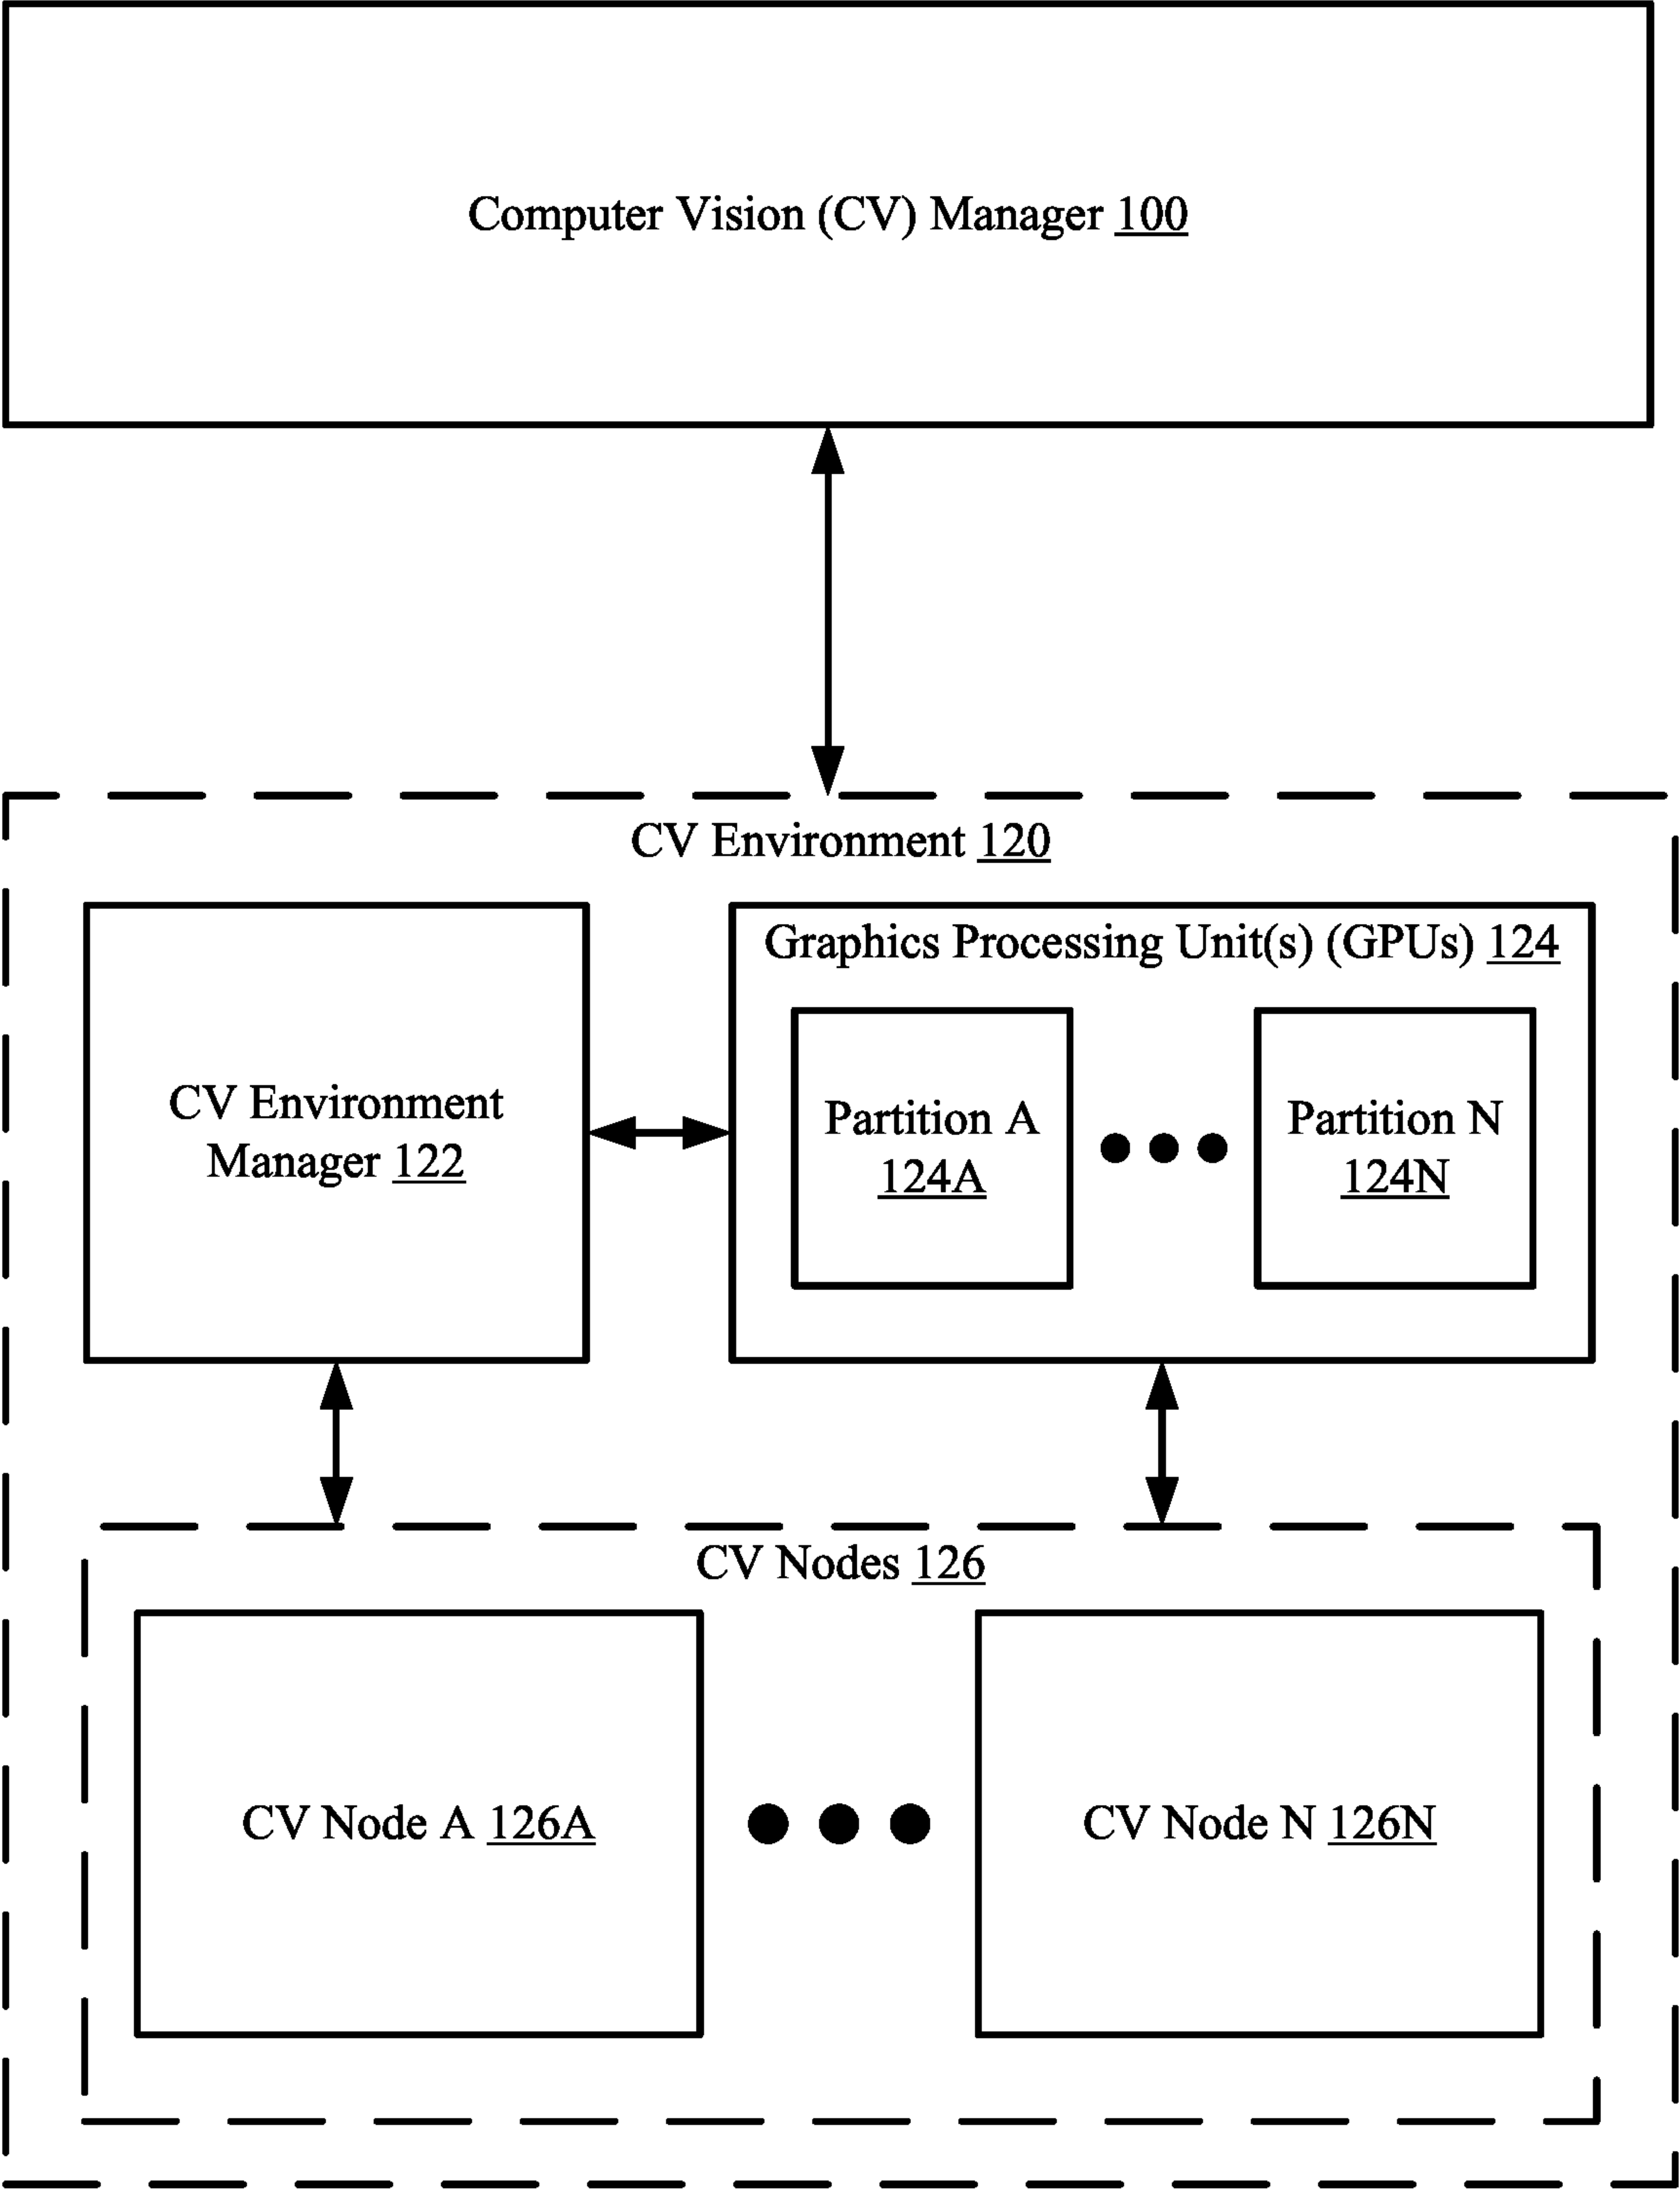 Computer Vision (CV) Manager 100
CV Environment 120
Graphics Processing Unit(s) (GPUs) 124
CV Environment
Manager 122
Partition A
124A
Partition N
124N
CV Nodes 126
CV Node A 126A
CV Node N 126N